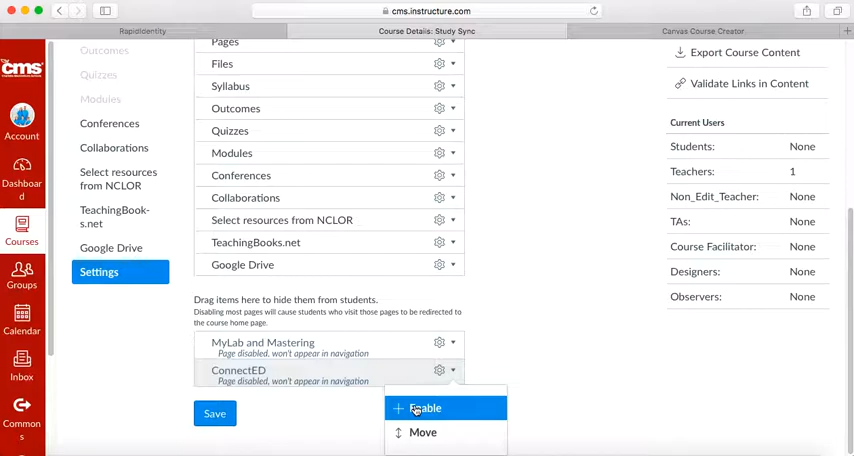 cms.instructure.com
RapidIdentity
Course Details: Study Sync
Canvas Course Creator
cms
Account
Dashboar
d
Courses
Groups
Calendar
Inbox
Common
s
Outcomes
Quizzes
Modules
Conferences
Collaborations
Select resources
from NCLOR
TeachingBook-
s.net
Google Drive
Settings
Pages
Files
Syllabus
Outcomes
Quizzes
Modules
Conferences
Collaborations
Select resources from NCLOR
TeachingBooks.net
Google Drive
Drag items here to hide them from students.
Disabling most pages will cause students who visit those pages to be redirected to
the course home page.
MyLab and Mastering
Page disabled, won't appear in navigation
ConnectED
Page disabled, won't appear in navigation
Enable
Move
Save
Export Course Content
Validate Links in Content
Current Users
Students: None
Teachers: 1
Non_Edit_Teacher: None
TAs: None
Course Facilitator: None
Designers: None
Observers: None